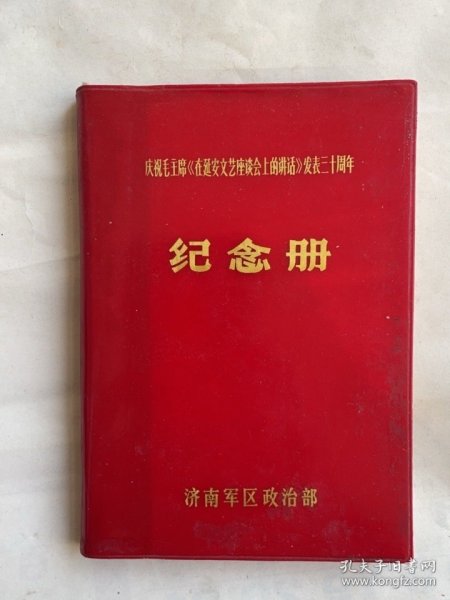 庆祝毛主席《在延安文艺座谈会上的讲话》发表三十周年
纪念册
济南军区政治部
孔夫子旧书网
www.kongfz.com